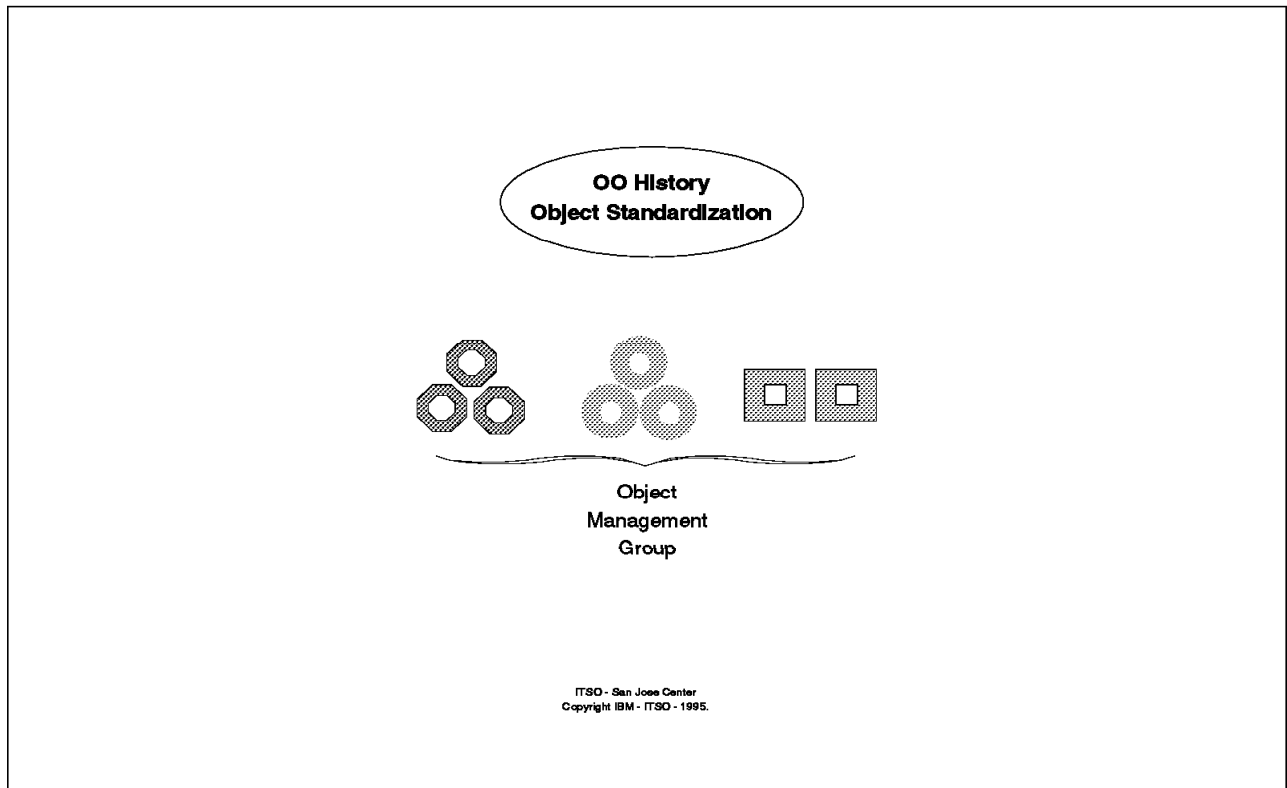 OO History
Object Standardization
Object
Management
Group
ITSO - San Jose Center
Copyright IBM - ITSO - 1995.